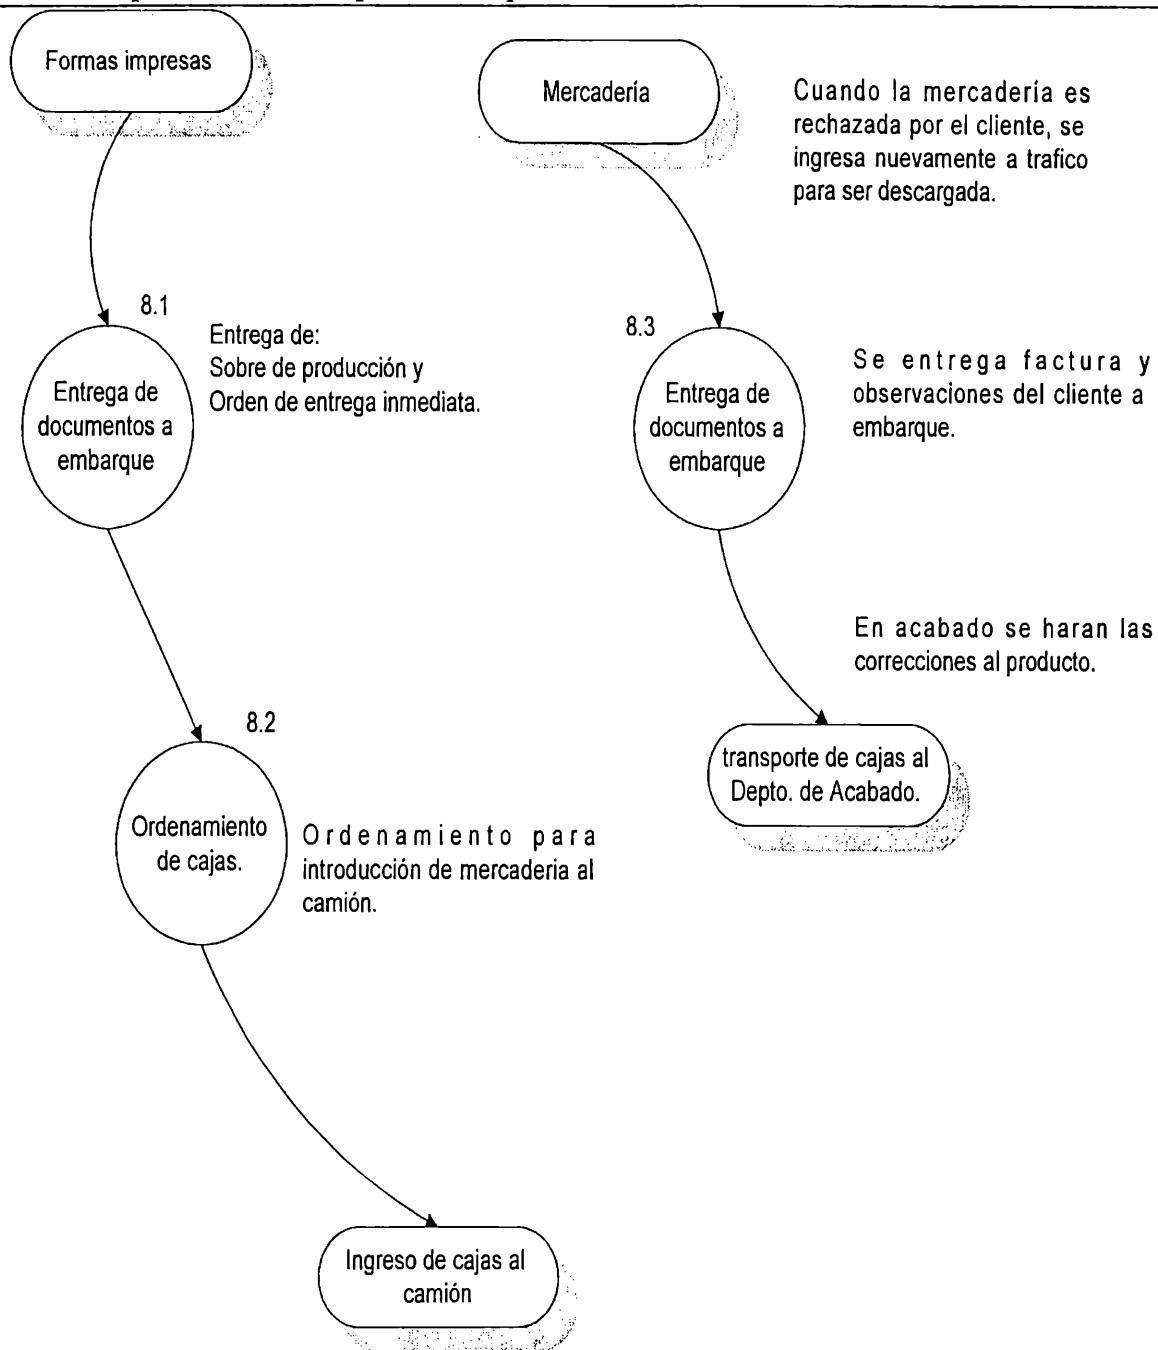 Formas impresas
Mercadería
Cuando la mercadería es
rechazada por el cliente, se
ingresa nuevamente a trafico
para ser descargada.
8.1
Entrega de
documentos a
embarque
Entrega de:
Sobre de producción y
Orden de entrega inmediata.
8.3
Entrega de
documentos a
embarque
Se entrega factura y
observaciones del cliente a
embarque.
En acabado se haran las
correcciones al producto.
8.2
Ordenamiento
de cajas.
Ordenamiento para
introducción de mercaderia al
camión.
transporte de cajas al
Depto. de Acabado.
Ingreso de cajas al
camión